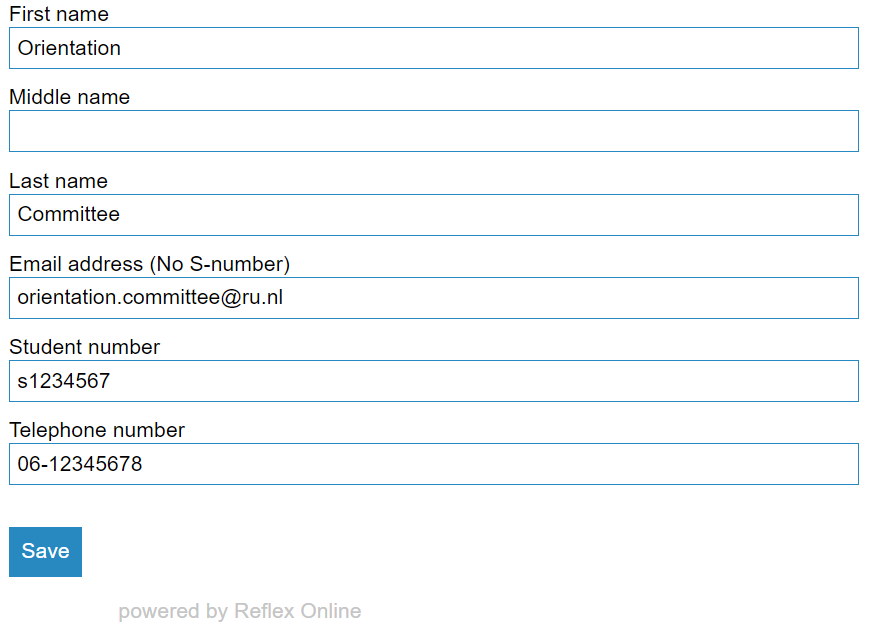 First name
Orientation
Middle name
Last name
Committee
Email address (No S-number)
orientation.committee@ru.nl
Student number
s1234567
Telephone number
06-12345678
Save
powered by Reflex Online